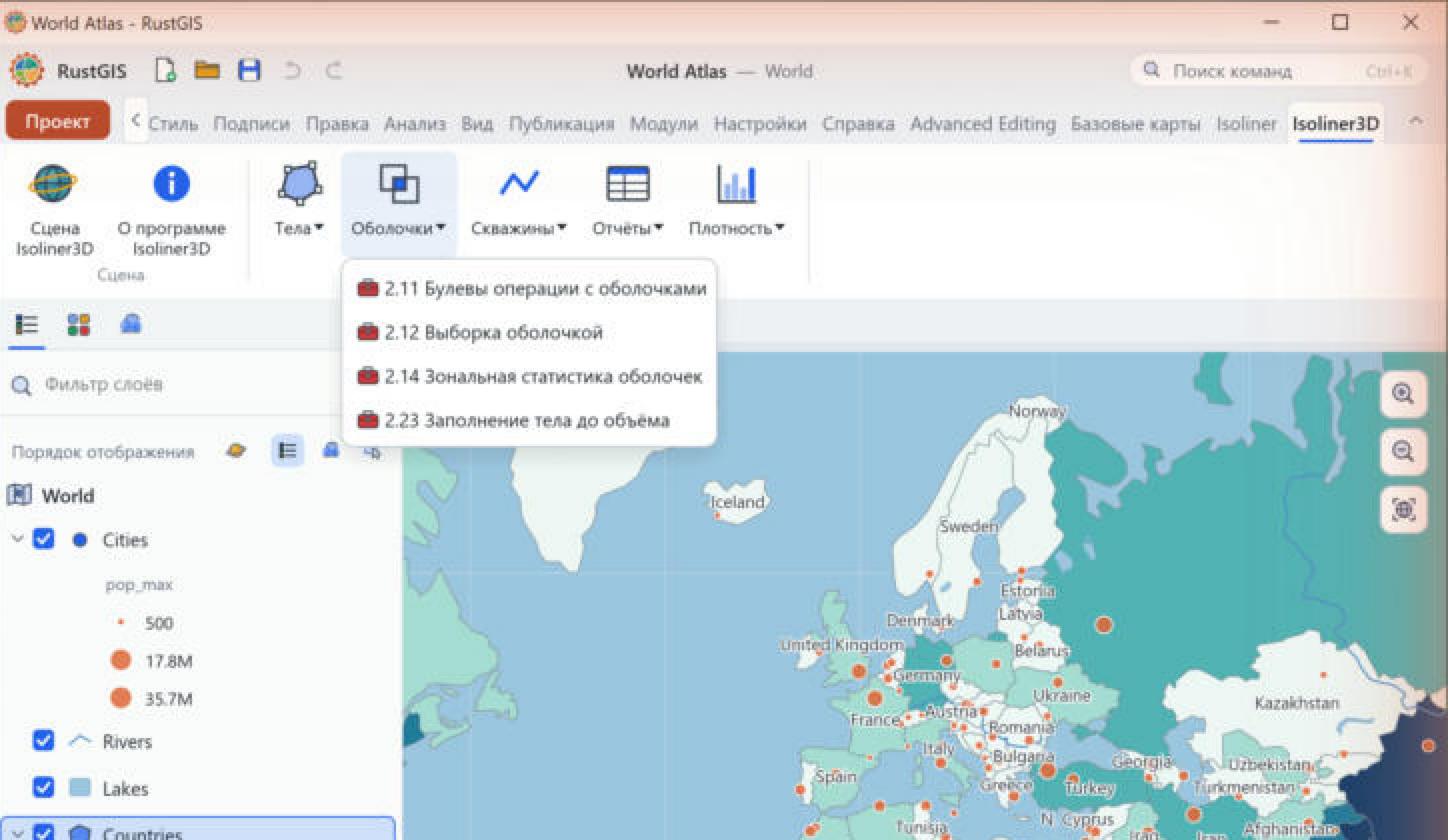 World Atlas - RustGIS
RustGIS
World Atlas — World
Поиск команд
Ctrl+K
Проект
Стиль
Подписи
Правка
Анализ
Вид
Публикация
Модули
Настройки
Справка
Advanced Editing
Базовые карты
Isoliner
Isoliner3D
Сцена
Isoliner3D
О программе
Isoliner3D
Тела
Оболочки
Скважины
Отчёты
Плотность
Сцена
2.11 Булевы операции с оболочками
2.12 Выборка оболочкой
2.14 Зональная статистика оболочек
2.23 Заполнение тела до объёма
Фильтр слоёв
Порядок отображения
World
Cities
pop_max
500
17.8M
35.7M
Rivers
Lakes
Countries
Norway
Iceland
Sweden
Estonia
Latvia
Denmark
United Kingdom
Belarus
Germany
Ukraine
Kazakhstan
France
Austria
Romania
Italy
Bulgaria
Georgia
Uzbekistan
Spain
Greece
Turkey
Turkmenistan
N. Cyprus
Tunisia
Iraq
Iran
Afghanistan